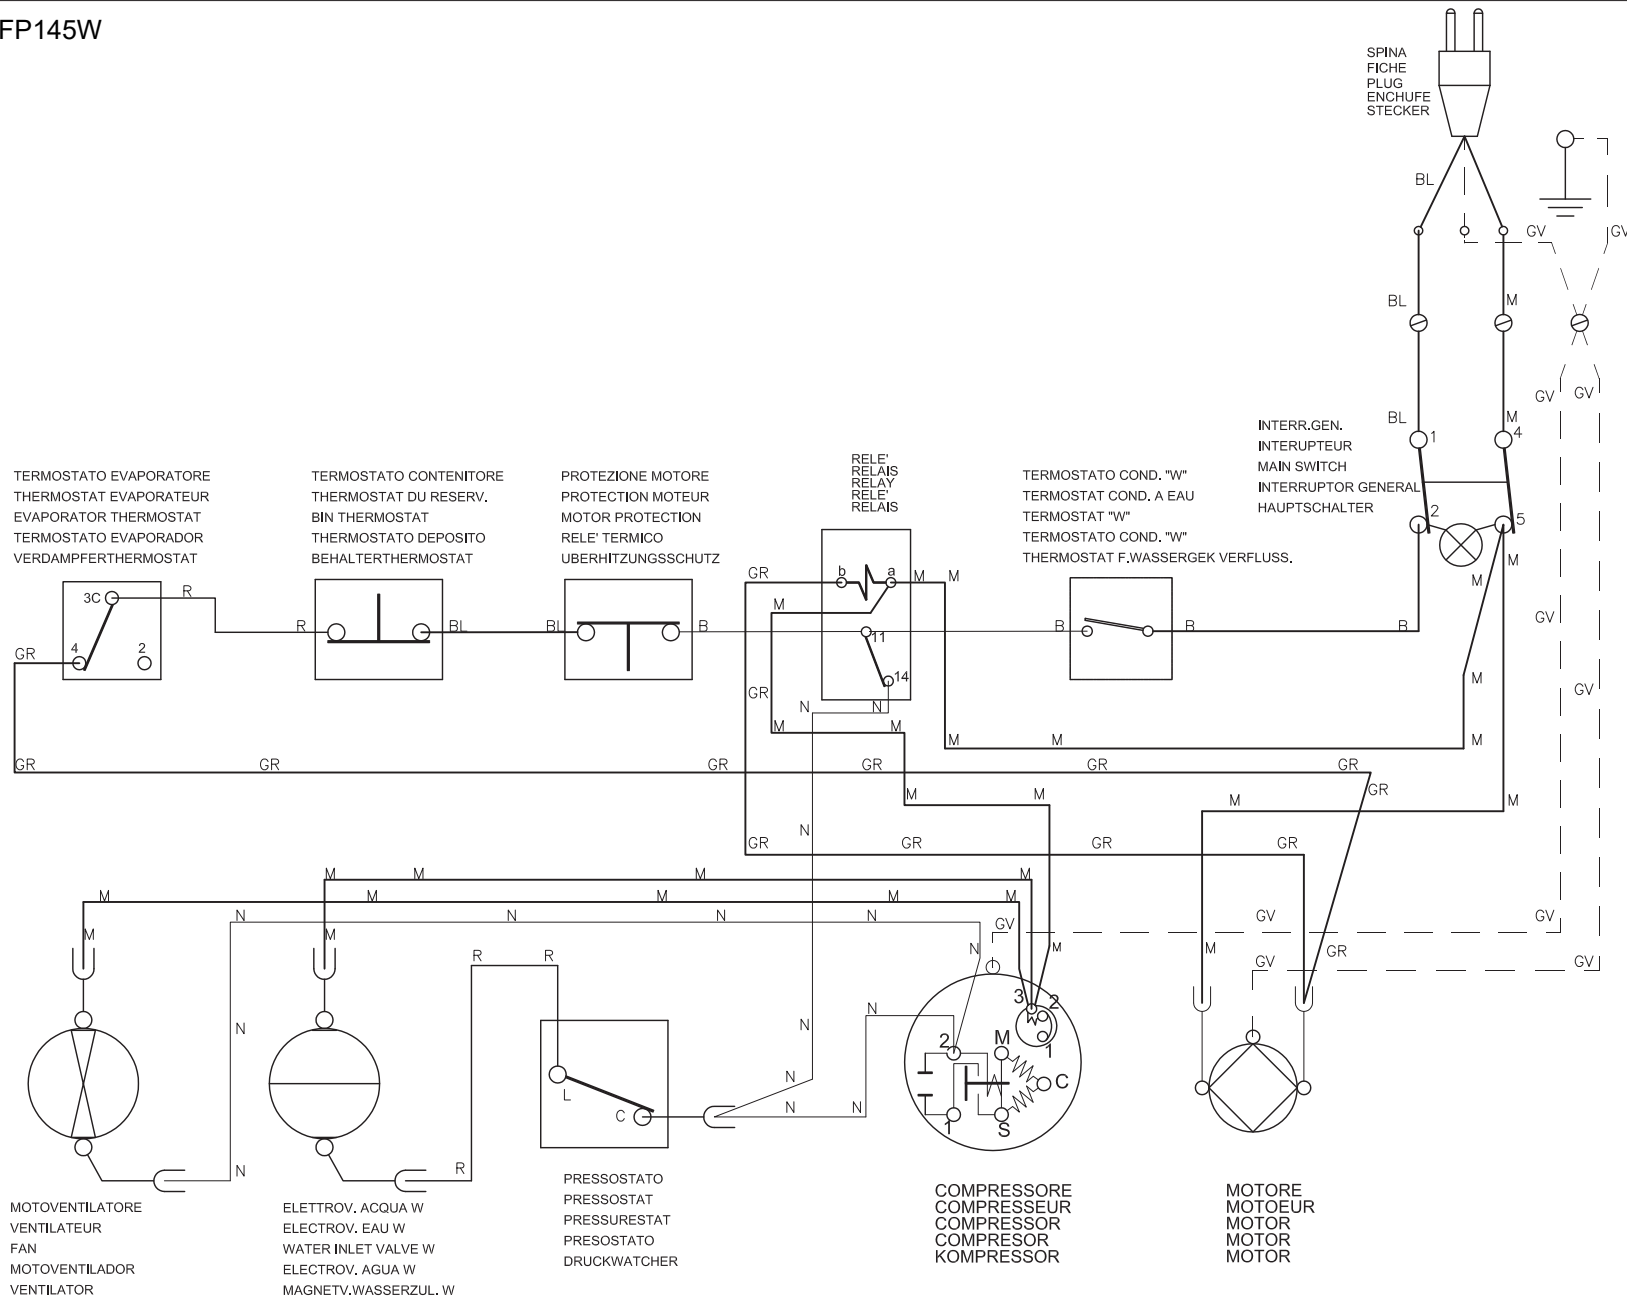 FP145W
SPINA
FICHE
PLUG
ENCHUFE
STECKER
BL
GV
GV
BL
M
GV
GV
BL
M
INTERR.GEN.
INTERUPTEUR
MAIN SWITCH
INTERRUPTOR GENERAL
HAUPTSCHALTER
1
4
2
5
TERMOSTATO EVAPORATORE
THERMOSTAT EVAPORATEUR
EVAPORATOR THERMOSTAT
TERMOSTATO EVAPORADOR
VERDAMPFERTHERMOSTAT
TERMOSTATO CONTENITORE
THERMOSTAT DU RESERV.
BIN THERMOSTAT
THERMOSTATO DEPOSITO
BEHALTERTHERMOSTAT
PROTEZIONE MOTORE
PROTECTION MOTEUR
MOTOR PROTECTION
RELE' TERMICO
UBERHITZUNGSSCHUTZ
RELE'
RELAIS
RELAY
RELE'
RELAIS
TERMOSTATO COND. "W"
TERMOSTAT COND. A EAU
TERMOSTAT "W"
TERMOSTATO COND. "W"
THERMOSTAT F.WASSERGEK VERFLUSS.
3C
R
GR
4
2
R
BL
BL
B
GR
b
a
M
M
M
11
14
B
B
B
M
M
GV
M
GV
GR
N
N
M
M
M
M
M
GR
GR
GR
GR
GR
GR
GR
M
M
M
M
N
GR
GR
GR
GR
M
M
M
M
M
M
M
M
M
M
N
N
N
N
GV
GV
GV
M
M
N
M
M
GR
GV
GV
R
R
N
N
N
3
2
1
2
M
C
1
S
L
C
N
N
N
N
R
MOTOVENTILATORE
VENTILATEUR
FAN
MOTOVENTILADOR
VENTILATOR
ELETTROV. ACQUA W
ELECTROV. EAU W
WATER INLET VALVE W
ELECTROV. AGUA W
MAGNETV.WASSERZUL. W
PRESSOSTATO
PRESSOSTAT
PRESSURESTAT
PRESOSTATO
DRUCKWATCHER
COMPRESSORE
COMPRESSEUR
COMPRESSOR
COMPRESOR
KOMPRESSOR
MOTORE
MOTOEUR
MOTOR
MOTOR
MOTOR